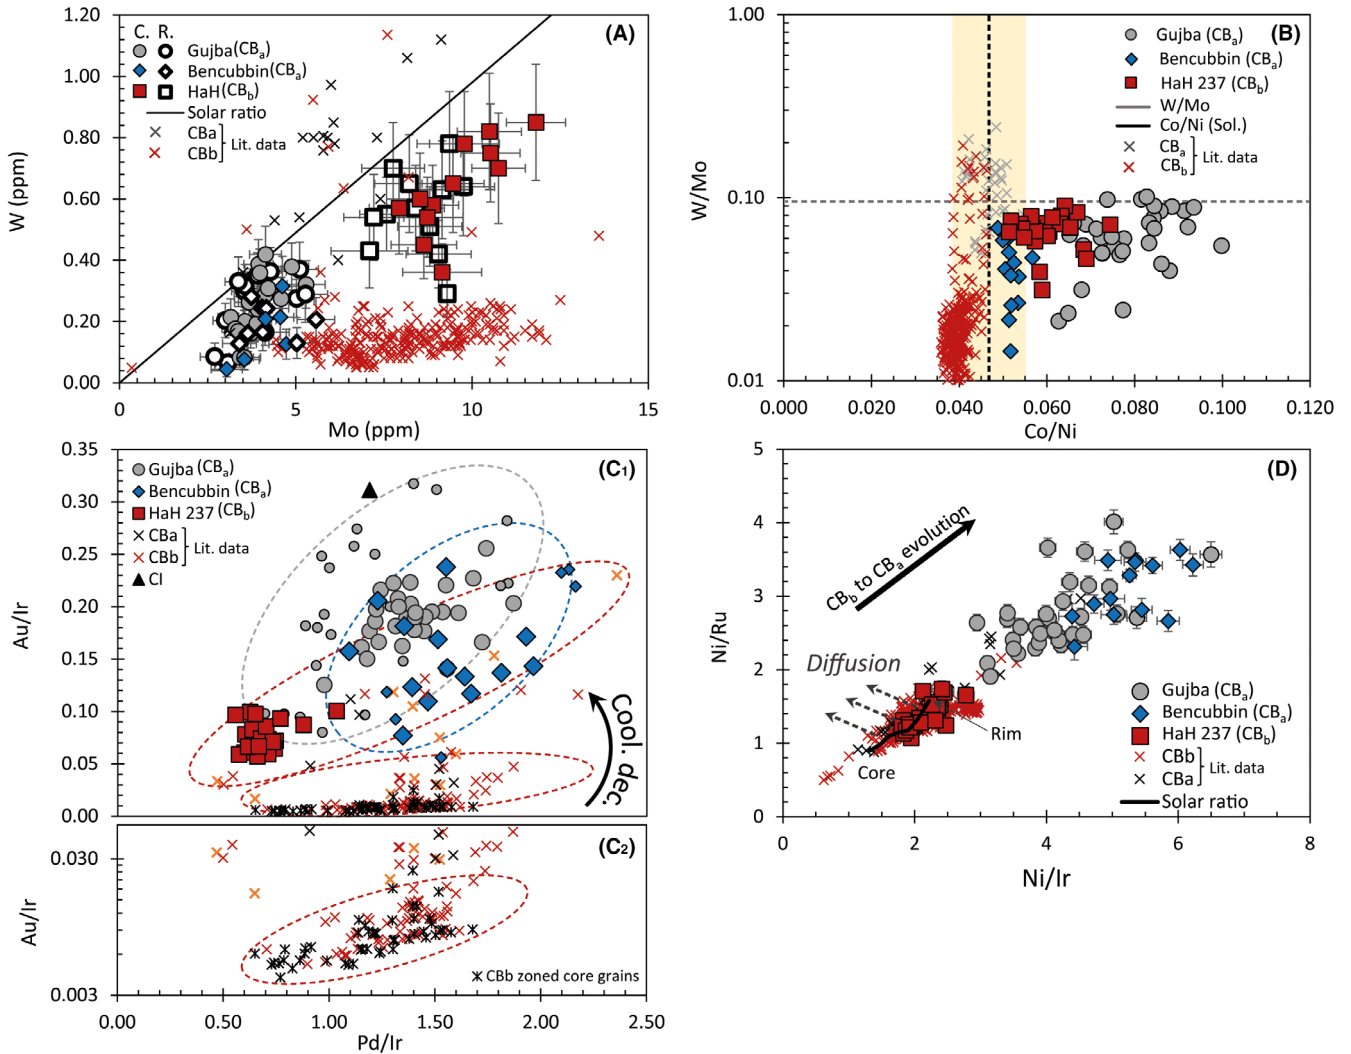 (A)
C. R.
Gujba(CBa)
Bencubbin(CBa)
HaH(CBb)
Solar ratio
CBa
CBb
Lit. data
1.20
1.00
0.80
0.60
0.40
0.20
0.00
W (ppm)
0 5 10 15
Mo (ppm)
(B)
Gujba (CBa)
Bencubbin (CBa)
HaH 237 (CBb)
W/Mo
Co/Ni (Sol.)
CBa
CBb
Lit. data
1.00
0.10
0.01
W/Mo
0.000 0.020 0.040 0.060 0.080 0.100 0.120
Co/Ni
(C1)
Gujba (CBa)
Bencubbin (CBa)
HaH 237 (CBb)
CBa
CBb
Lit. data
CI
0.35
0.30
0.25
0.20
0.15
0.10
0.05
0.00
Au/Ir
Cool. dec.
(C2)
0.030
0.003
Au/Ir
CBb zoned core grains
0.00 0.50 1.00 1.50 2.00 2.50
Pd/Ir
(D)
CBb to CBa evolution
Diffusion
Rim
Core
Gujba (CBa)
Bencubbin (CBa)
HaH 237 (CBb)
CBb
CBa
Lit. data
Solar ratio
5
4
3
2
1
0
Ni/Ru
0 2 4 6 8
Ni/Ir